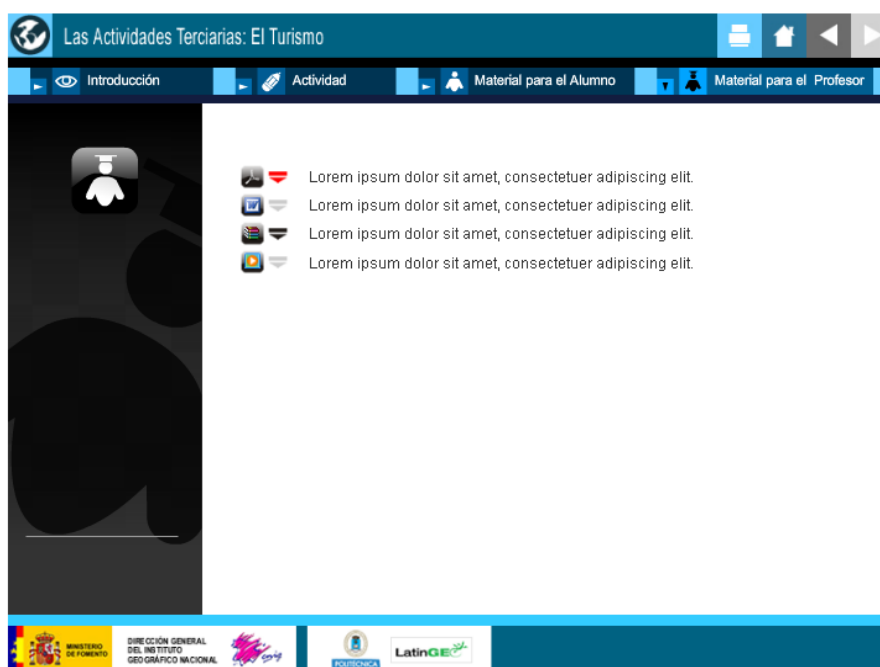 Las Actividades Terciarias: El Turismo
Introducción
Actividad
Material para el Alumno
Material para el Profesor
Lorem ipsum dolor sit amet, consectetuer adipiscing elit.
Lorem ipsum dolor sit amet, consectetuer adipiscing elit.
Lorem ipsum dolor sit amet, consectetuer adipiscing elit.
Lorem ipsum dolor sit amet, consectetuer adipiscing elit.
MINISTERIO
DE FOMENTO
DIRECCIÓN GENERAL
DEL INSTITUTO
GEOGRÁFICO NACIONAL
cnig
POLITÉCNICA
LatinGEO